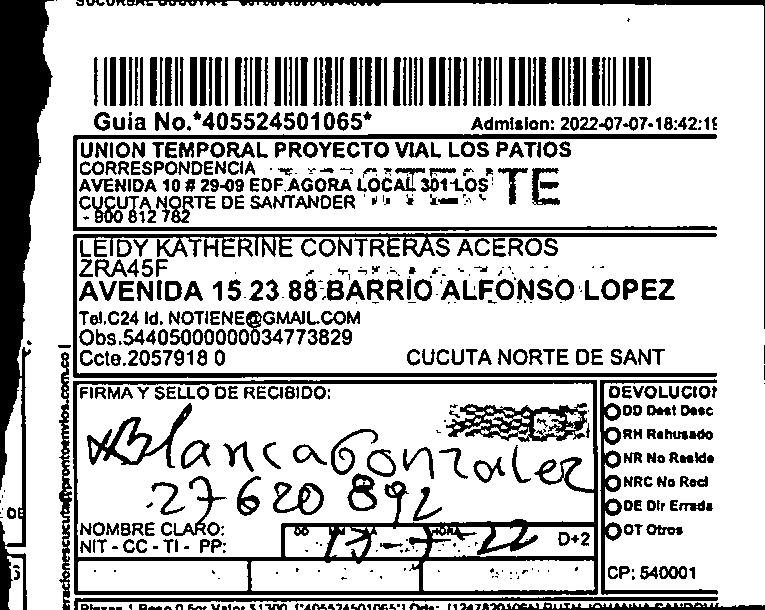 Guia No.*405524501065*
Admision: 2022-07-07-18:42:19
UNION TEMPORAL PROYECTO VIAL LOS PATIOS
CORRESPONDENCIA
AVENIDA 10 # 29-09 EDF.AGORA LOCAL 301 LOS
CUCUTA NORTE DE SANTANDER
- 900 812 782
LEIDY KATHERINE CONTRERAS ACEROS
ZRA45F
AVENIDA 15 23 88 BARRIO ALFONSO LOPEZ
Tel.C24 Id. NOTIENE@GMAIL.COM
Obs.54405000000034773829
Ccte.2057918 0
CUCUTA NORTE DE SANT
FIRMA Y SELLO DE RECIBIDO:
Blanca Gonzalez
27620 892
NOMBRE CLARO:
NIT - CC - TI - PP:
13-7-22
HORA
D+2
DEVOLUCION
DD Dest Desc
RH Rehusado
NR No Reside
NRC No Recl
DE Dir Errada
OT Otros
CP: 540001